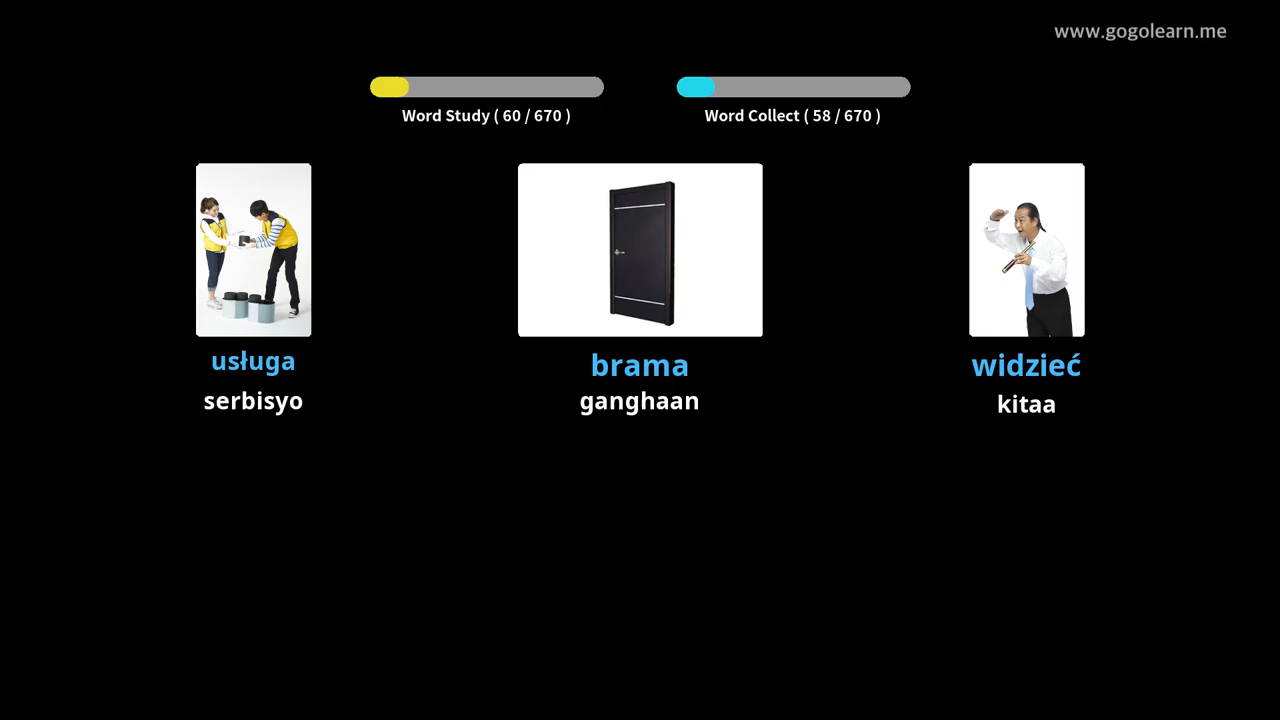 www.gogolearn.me
Word Study ( 60 / 670 )
Word Collect ( 58 / 670 )
usługa
serbisyo
brama
ganghaan
widzieć
kitaa